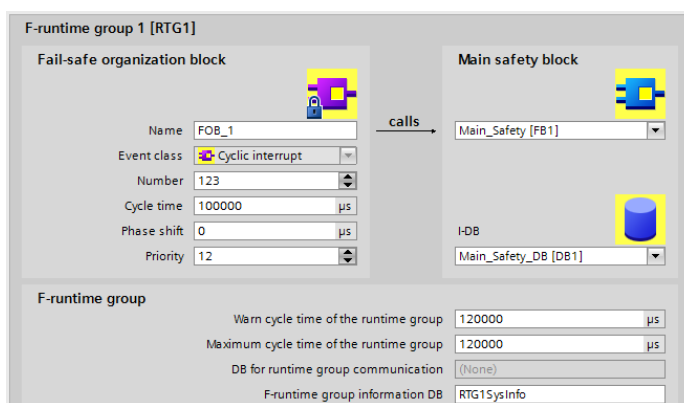 F-runtime group 1 [RTG1]
Fail-safe organization block
Main safety block
Name FOB_1
calls
Main_Safety [FB1]
Event class Cyclic interrupt
Number 123
Cycle time 100000 µs
Phase shift 0 µs
I-DB
Priority 12
Main_Safety_DB [DB1]
F-runtime group
Warn cycle time of the runtime group 120000 µs
Maximum cycle time of the runtime group 120000 µs
DB for runtime group communication (None)
F-runtime group information DB RTG1SysInfo